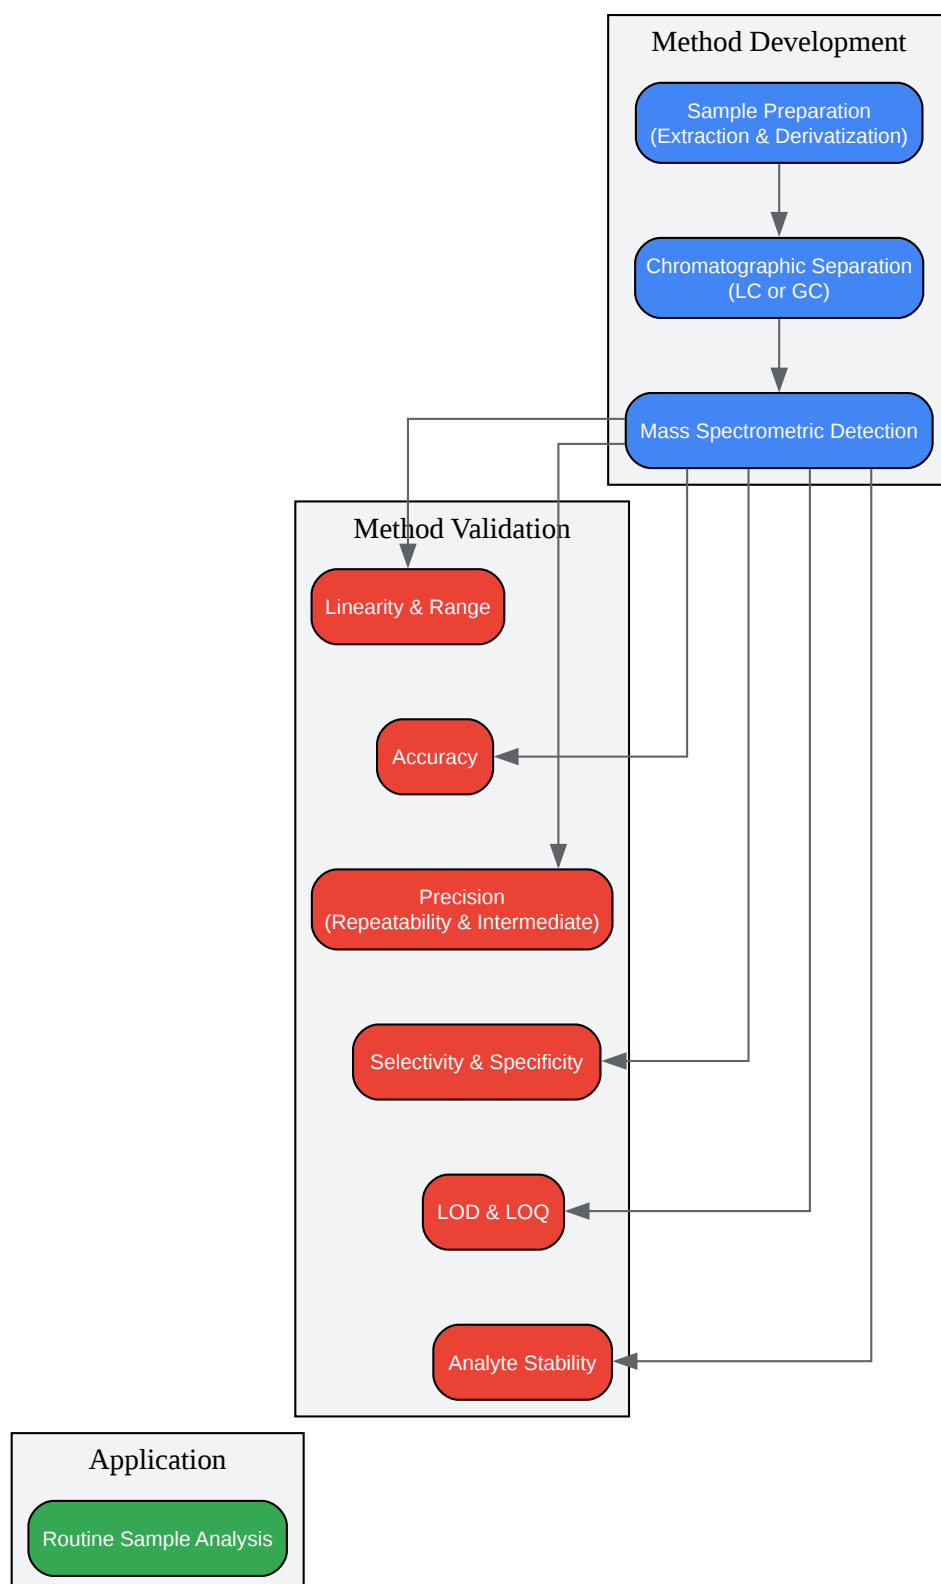 Method Development
Sample Preparation
(Extraction & Derivatization)
Chromatographic Separation
(LC or GC)
Mass Spectrometric Detection
Method Validation
Linearity & Range
Accuracy
Precision
(Repeatability & Intermediate)
Selectivity & Specificity
LOD & LOQ
Analyte Stability
Application
Routine Sample Analysis